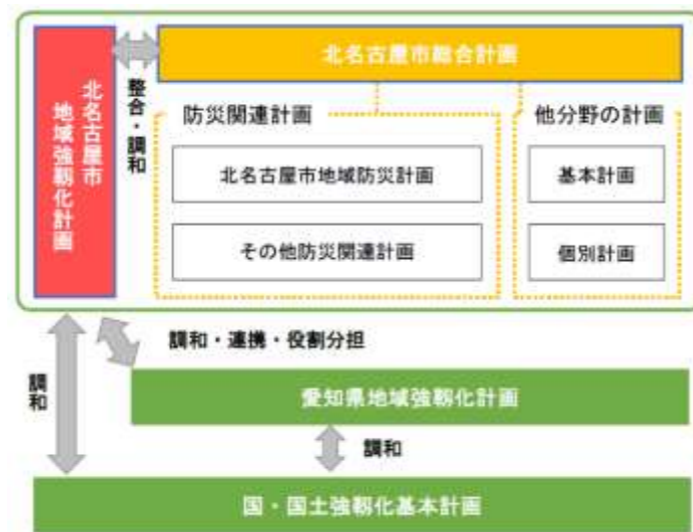 北名古屋市
地域強靭化計画
整合・調和
北名古屋市総合計画
防災関連計画
北名古屋市地域防災計画
その他防災関連計画
他分野の計画
基本計画
個別計画
調和・連携・役割分担
調和
愛知県地域強靱化計画
調和
国・国土強靱化基本計画